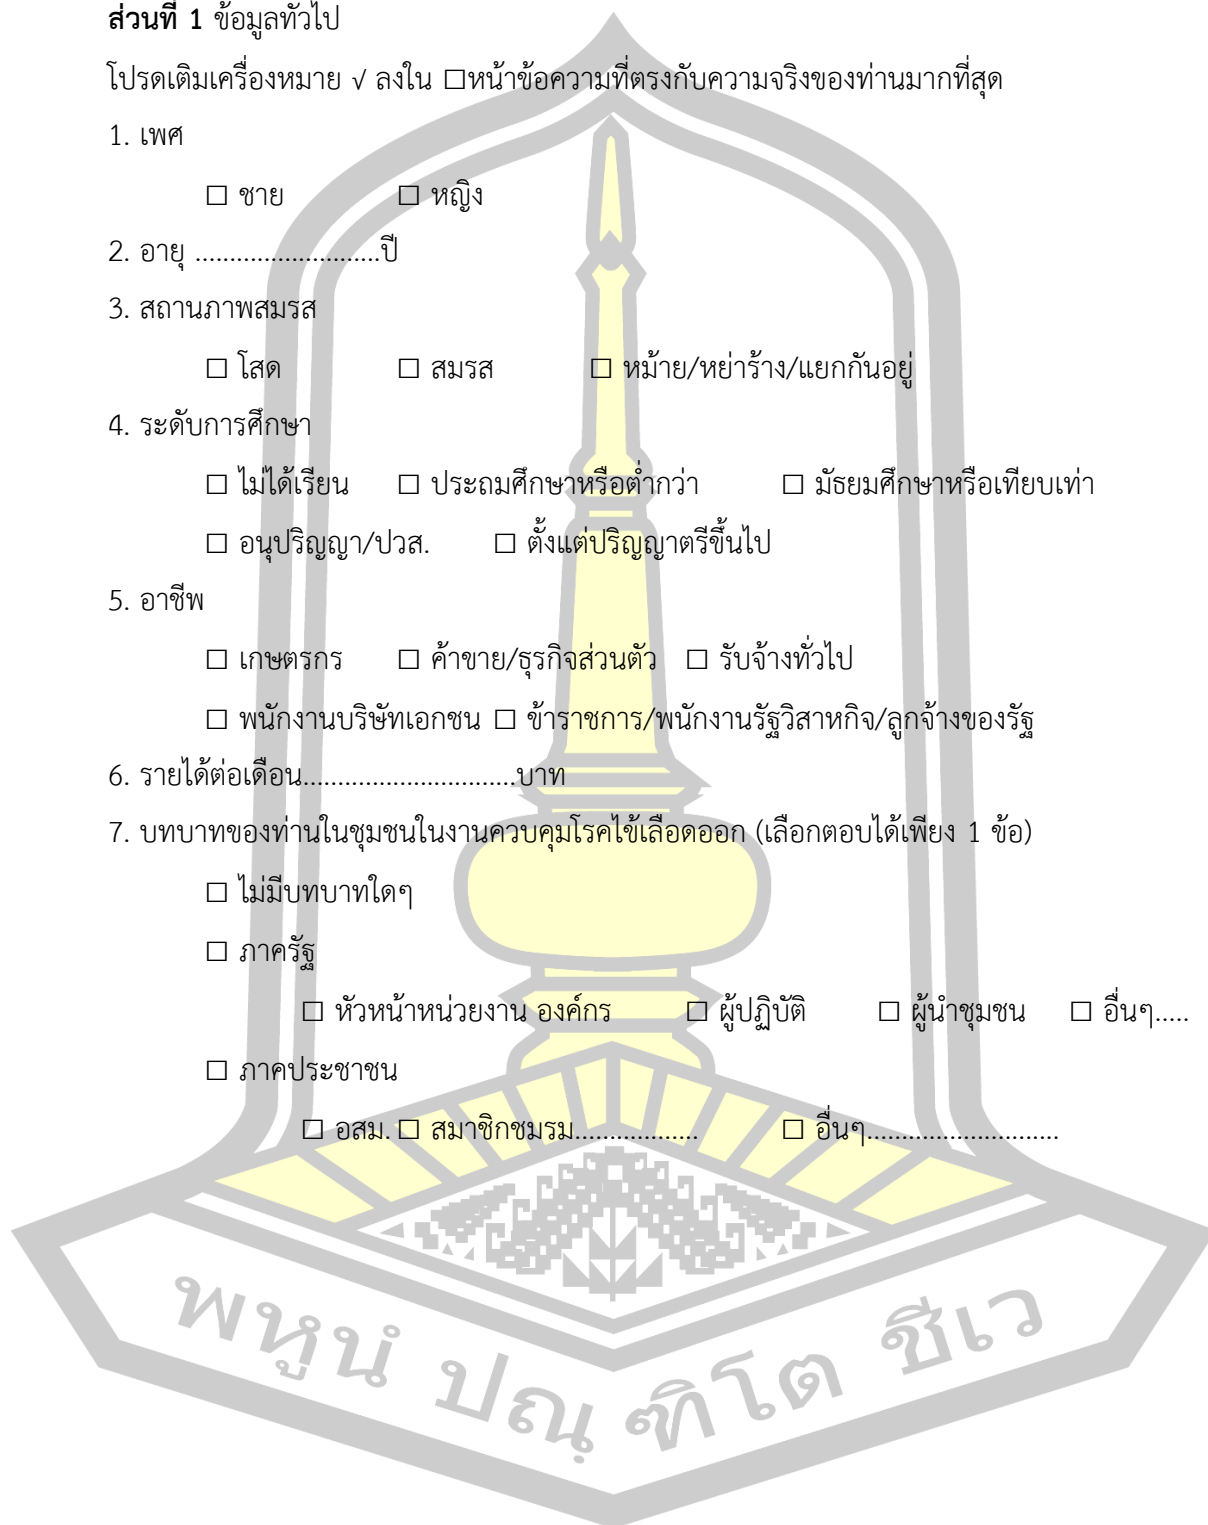 ส่วนที่ 1 ข้อมูลทั่วไป
โปรดเติมเครื่องหมาย √ ลงใน □หน้าข้อความที่ตรงกับความจริงของท่านมากที่สุด
1. เพศ
□ ชาย □ หญิง
2. อายุ ...........................ปี
3. สถานภาพสมรส
□ โสด □ สมรส □ หม้าย/หย่าร้าง/แยกกันอยู่
4. ระดับการศึกษา
□ ไม่ได้เรียน □ ประถมศึกษาหรือต่ำกว่า □ มัธยมศึกษาหรือเทียบเท่า
□ อนุปริญญา/ปวส. □ ตั้งแต่ปริญญาตรีขึ้นไป
5. อาชีพ
□ เกษตรกร □ ค้าขาย/ธุรกิจส่วนตัว □ รับจ้างทั่วไป
□ พนักงานบริษัทเอกชน □ ข้าราชการ/พนักงานรัฐวิสาหกิจ/ลูกจ้างของรัฐ
6. รายได้ต่อเดือน...............................บาท
7. บทบาทของท่านในชุมชนในงานควบคุมโรคไข้เลือดออก (เลือกตอบได้เพียง 1 ข้อ)
□ ไม่มีบทบาทใดๆ
□ ภาครัฐ
□ หัวหน้าหน่วยงาน องค์กร □ ผู้ปฏิบัติ □ ผู้นำชุมชน □ อื่นๆ.....
□ ภาคประชาชน
□ อสม. □ สมาชิกชมรม.................. □ อื่นๆ............................
พหูนํ ปณฺฑิโต ชีเว